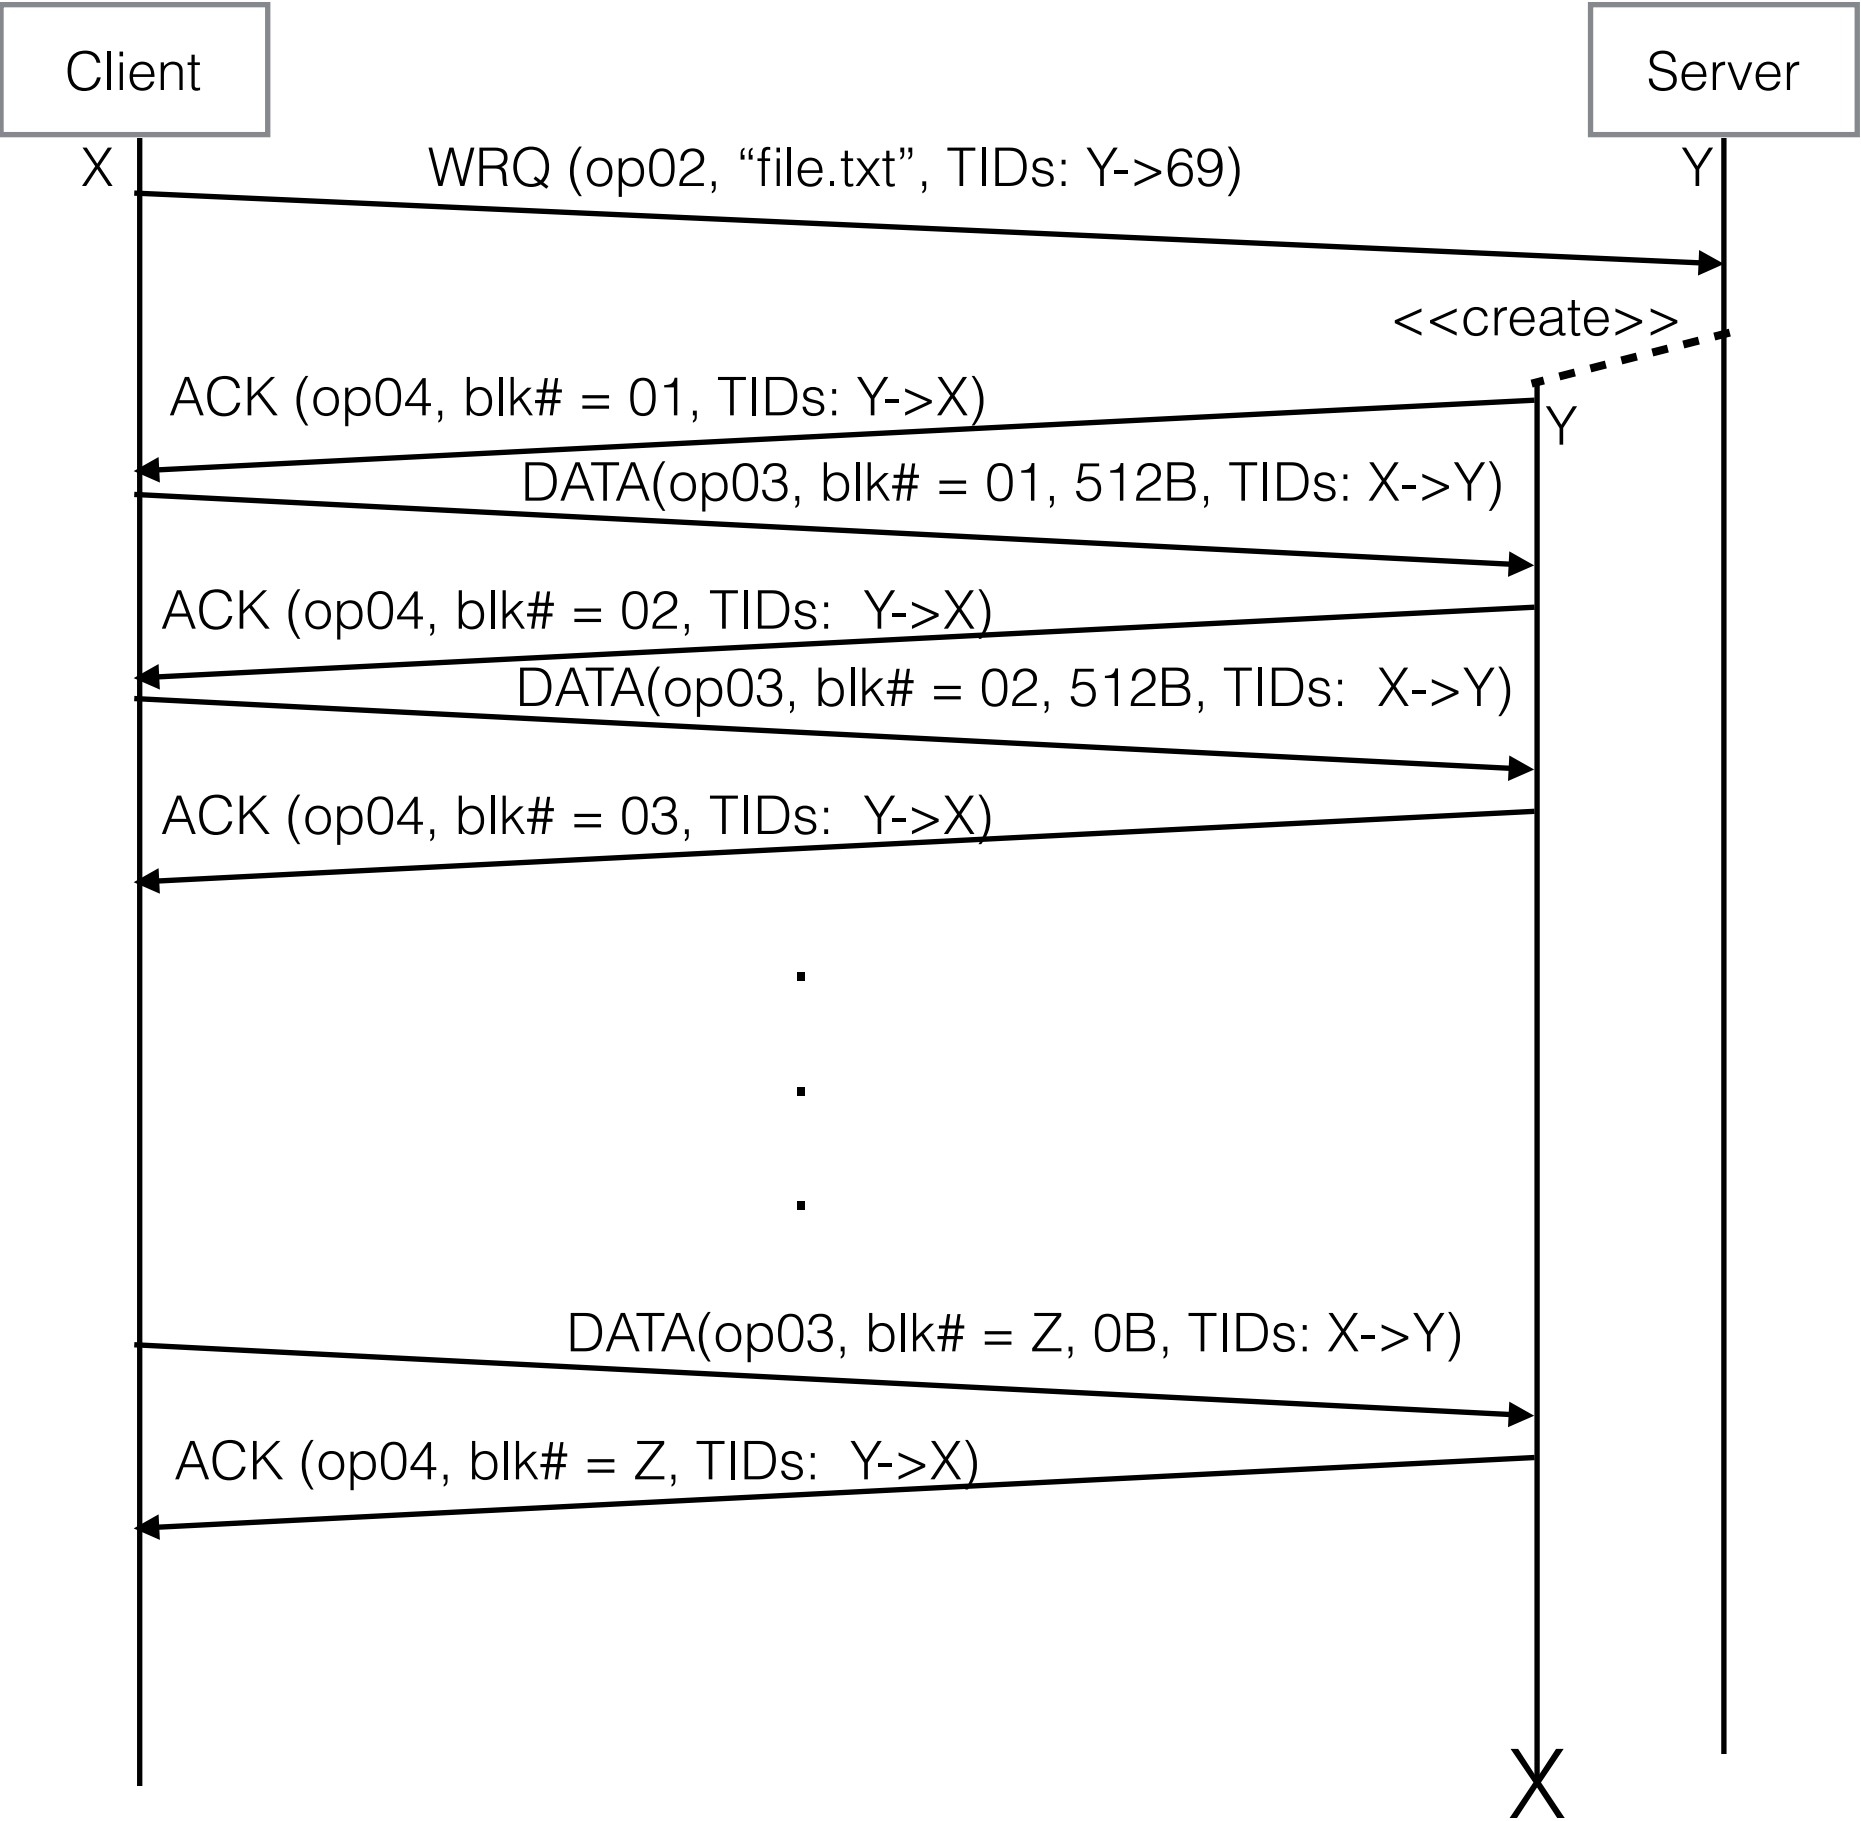 Client
Server
X
WRQ (op02, “file.txt”, TIDs: Y->69)
Y
<<create>>
ACK (op04, blk# = 01, TIDs: Y->X)
Y
DATA(op03, blk# = 01, 512B, TIDs: X->Y)
ACK (op04, blk# = 02, TIDs: Y->X)
DATA(op03, blk# = 02, 512B, TIDs: X->Y)
ACK (op04, blk# = 03, TIDs: Y->X)
.
.
.
DATA(op03, blk# = Z, 0B, TIDs: X->Y)
ACK (op04, blk# = Z, TIDs: Y->X)
X